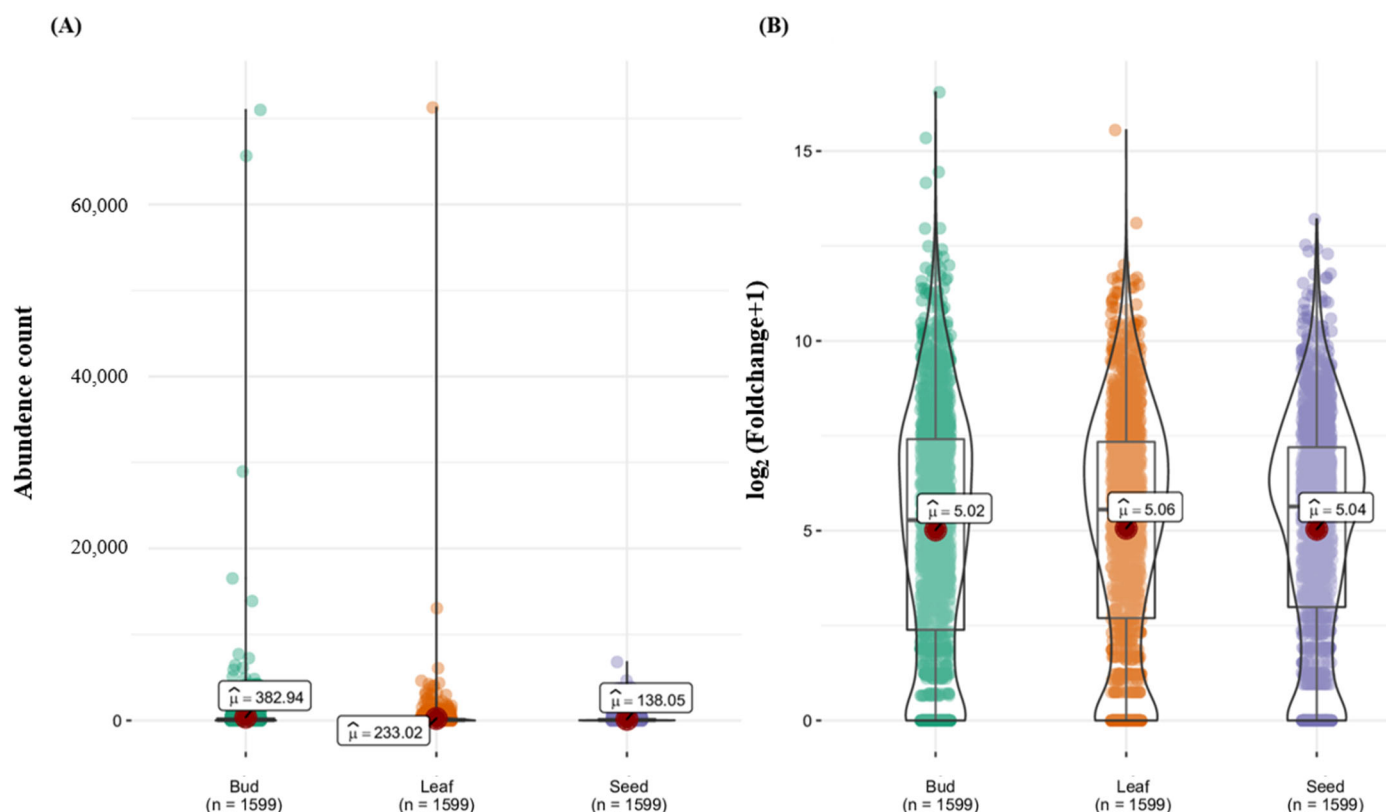 (A)
(B)
Abundence count
60,000
40,000
20,000
0
μ̂ = 382.94
μ̂ = 233.02
μ̂ = 138.05
Bud
(n = 1599)
Leaf
(n = 1599)
Seed
(n = 1599)
log₂ (Foldchange+1)
15
10
5
0
μ̂ = 5.02
μ̂ = 5.06
μ̂ = 5.04
Bud
(n = 1599)
Leaf
(n = 1599)
Seed
(n = 1599)